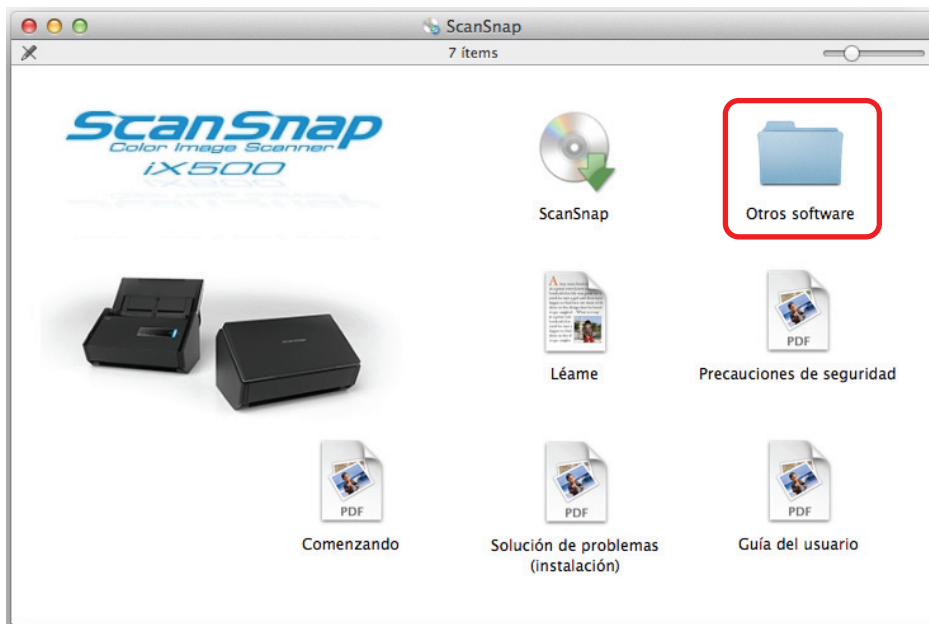 ScanSnap
7 ítems
ScanSnap
Color Image Scanner
iX500
ScanSnap
Otros software
Léame
PDF
Precauciones de seguridad
PDF
Comenzando
PDF
Solución de problemas
(instalación)
PDF
Guía del usuario